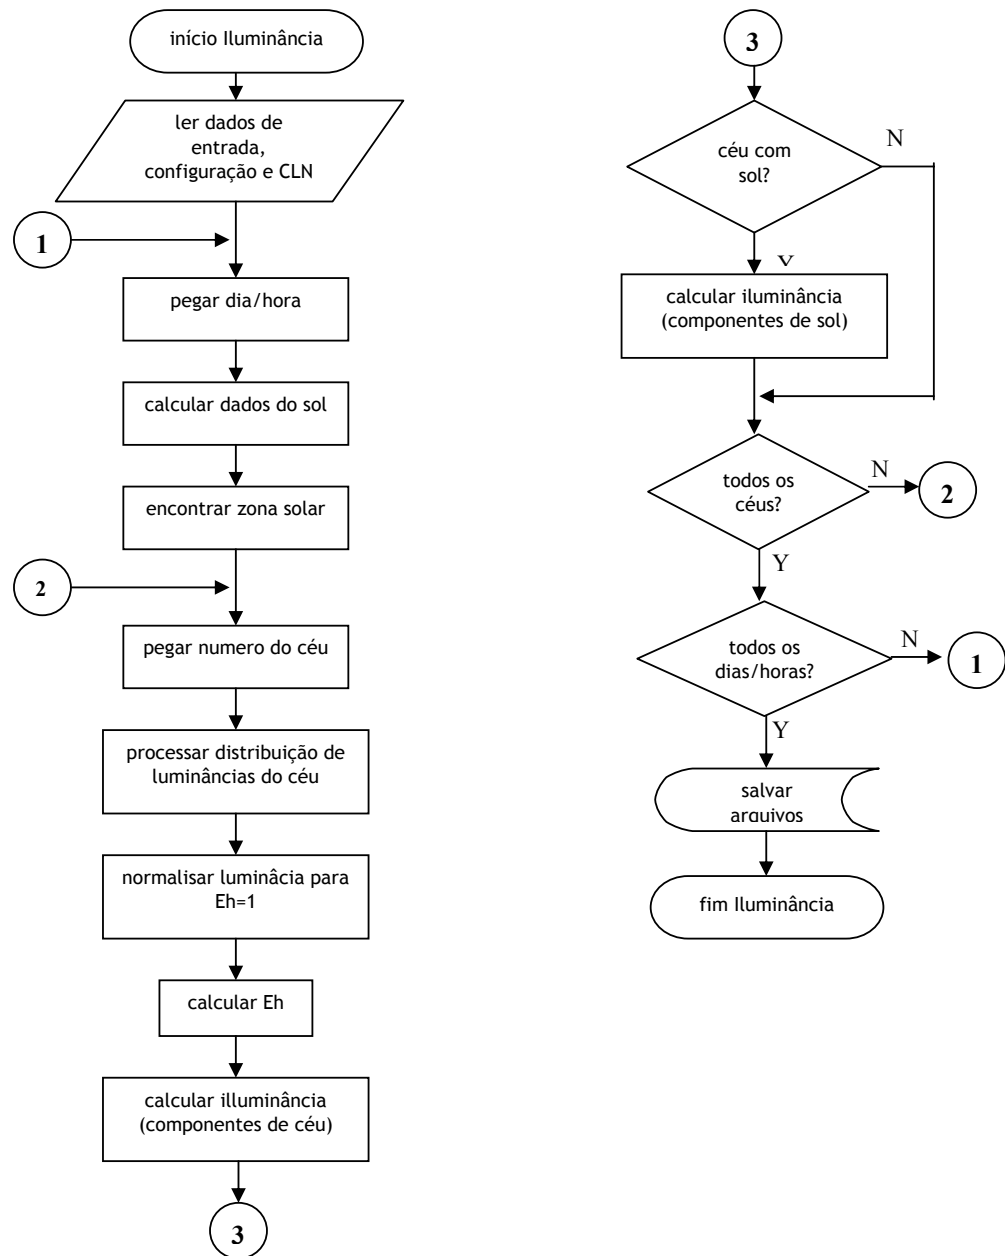 início Iluminância
ler dados de
entrada,
configuração e CLN
1
pegar dia/hora
calcular dados do sol
encontrar zona solar
2
pegar numero do céu
processar distribuição de
luminâncias do céu
normalisar luminâcia para
Eh=1
calcular Eh
calcular illuminância
(componentes de céu)
3
3
céu com
sol?
N
Y
calcular iluminância
(componentes de sol)
todos os
céus?
N
2
Y
todos os
dias/horas?
N
1
Y
salvar
arquivos
fim Iluminância